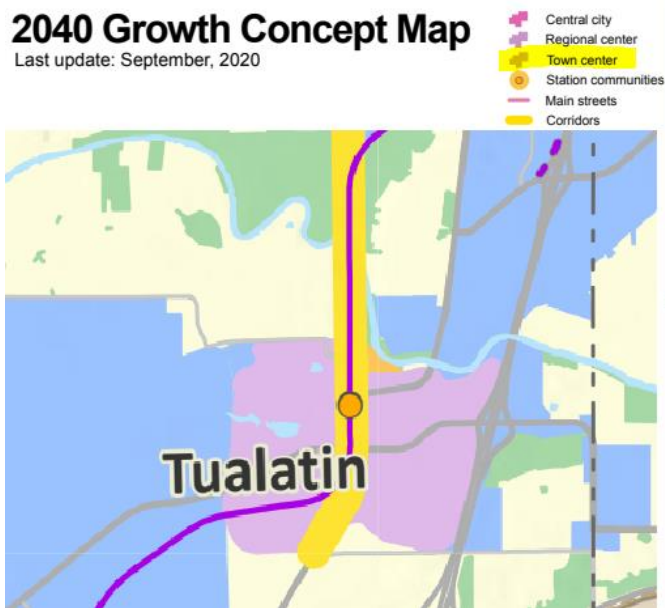 2040 Growth Concept Map
Last update: September, 2020
Central city
Regional center
Town center
Station communities
Main streets
Corridors
Tualatin